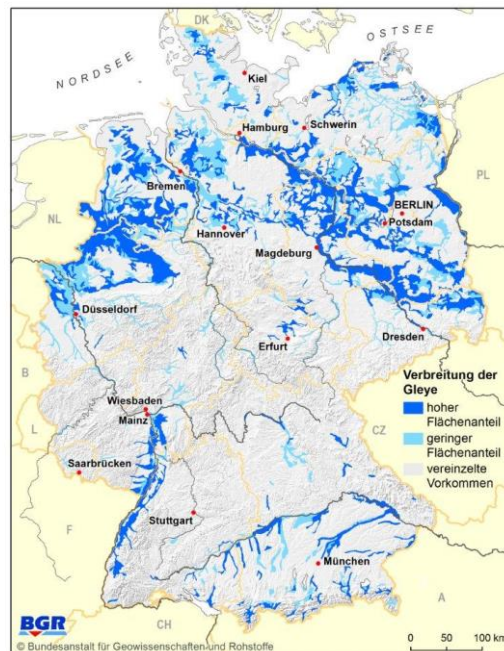 DK
OSTSEE
NORDSEE
Kiel
Hamburg
Schwerin
Bremen
PL
NL
BERLIN
Potsdam
Hannover
Magdeburg
Düsseldorf
Erfurt
Dresden
B
Verbreitung der
Gleye
hoher
Flächenanteil
geringer
Flächenanteil
vereinzelte
Vorkommen
Wiesbaden
Mainz
L
CZ
Saarbrücken
F
Stuttgart
München
BGR
CH
A
0 50 100 km
© Bundesanstalt für Geowissenschaften und Rohstoffe